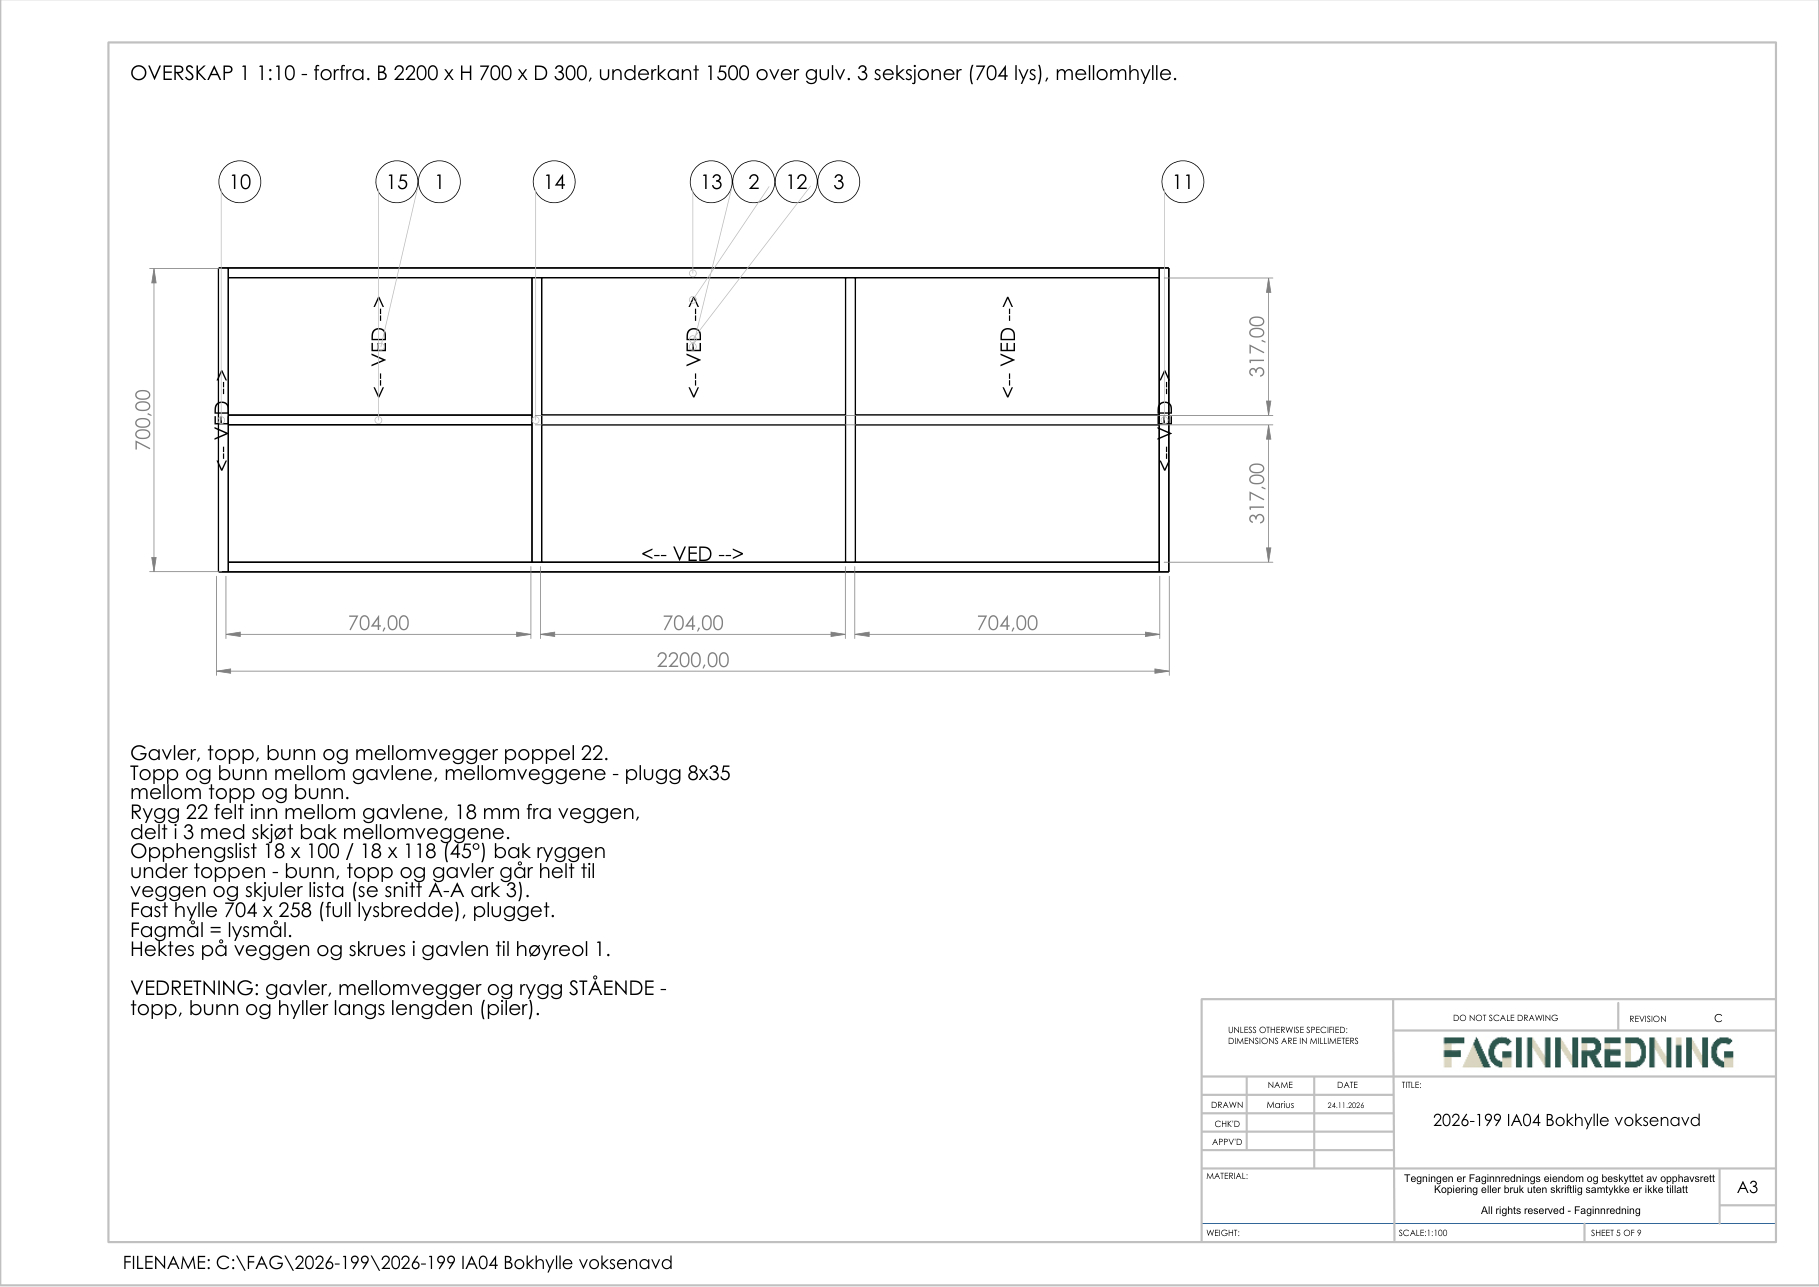 OVERSKAP 1 1:10 - forfra. B 2200 x H 700 x D 300, underkant 1500 over gulv. 3 seksjoner (704 lys), mellomhylle.
10 15 1 14 13 2 12 3 11
<-- VED -->
<-- VED -->
<-- VED -->
<-- VED -->
<-- VED -->
<-- VED -->
700,00
317,00
317,00
704,00 704,00 704,00
2200,00
Gavler, topp, bunn og mellomvegger poppel 22.
Topp og bunn mellom gavlene, mellomveggene - plugg 8x35
mellom topp og bunn.
Rygg 22 felt inn mellom gavlene, 18 mm fra veggen,
delt i 3 med skjøt bak mellomveggene.
Opphengslist 18 x 100 / 18 x 118 (45°) bak ryggen
under toppen - bunn, topp og gavler går helt til
veggen og skjuler lista (se snitt A-A ark 3).
Fast hylle 704 x 258 (full lysbredde), plugget.
Fagmål = lysmål.
Hektes på veggen og skrues i gavlen til høyreol 1.
VEDRETNING: gavler, mellomvegger og rygg STÅENDE -
topp, bunn og hyller langs lengden (piler).
UNLESS OTHERWISE SPECIFIED:
DIMENSIONS ARE IN MILLIMETERS
DO NOT SCALE DRAWING
REVISION C
FAGINNREDNING
NAME DATE
DRAWN Marius 24.11.2026
CHK'D
APPV'D
TITLE:
2026-199 IA04 Bokhylle voksenavd
MATERIAL:
Tegningen er Faginnrednings eiendom og beskyttet av opphavsrett
Kopiering eller bruk uten skriftlig samtykke er ikke tillatt
All rights reserved - Faginnredning
A3
WEIGHT:
SCALE:1:100
SHEET 5 OF 9
FILENAME: C:\FAG\2026-199\2026-199 IA04 Bokhylle voksenavd